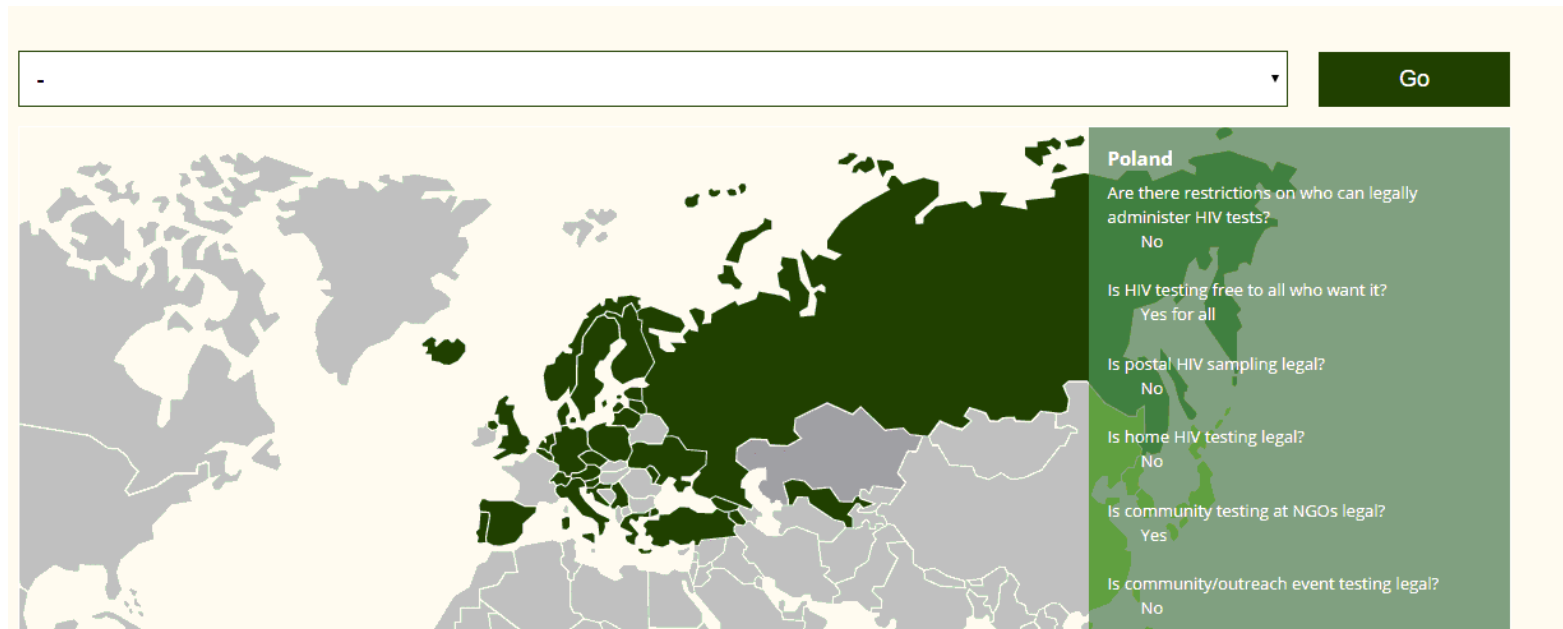 -
Go
Poland
Are there restrictions on who can legally
administer HIV tests?
No
Is HIV testing free to all who want it?
Yes for all
Is postal HIV sampling legal?
No
Is home HIV testing legal?
No
Is community testing at NGOs legal?
Yes
Is community/outreach event testing legal?
No